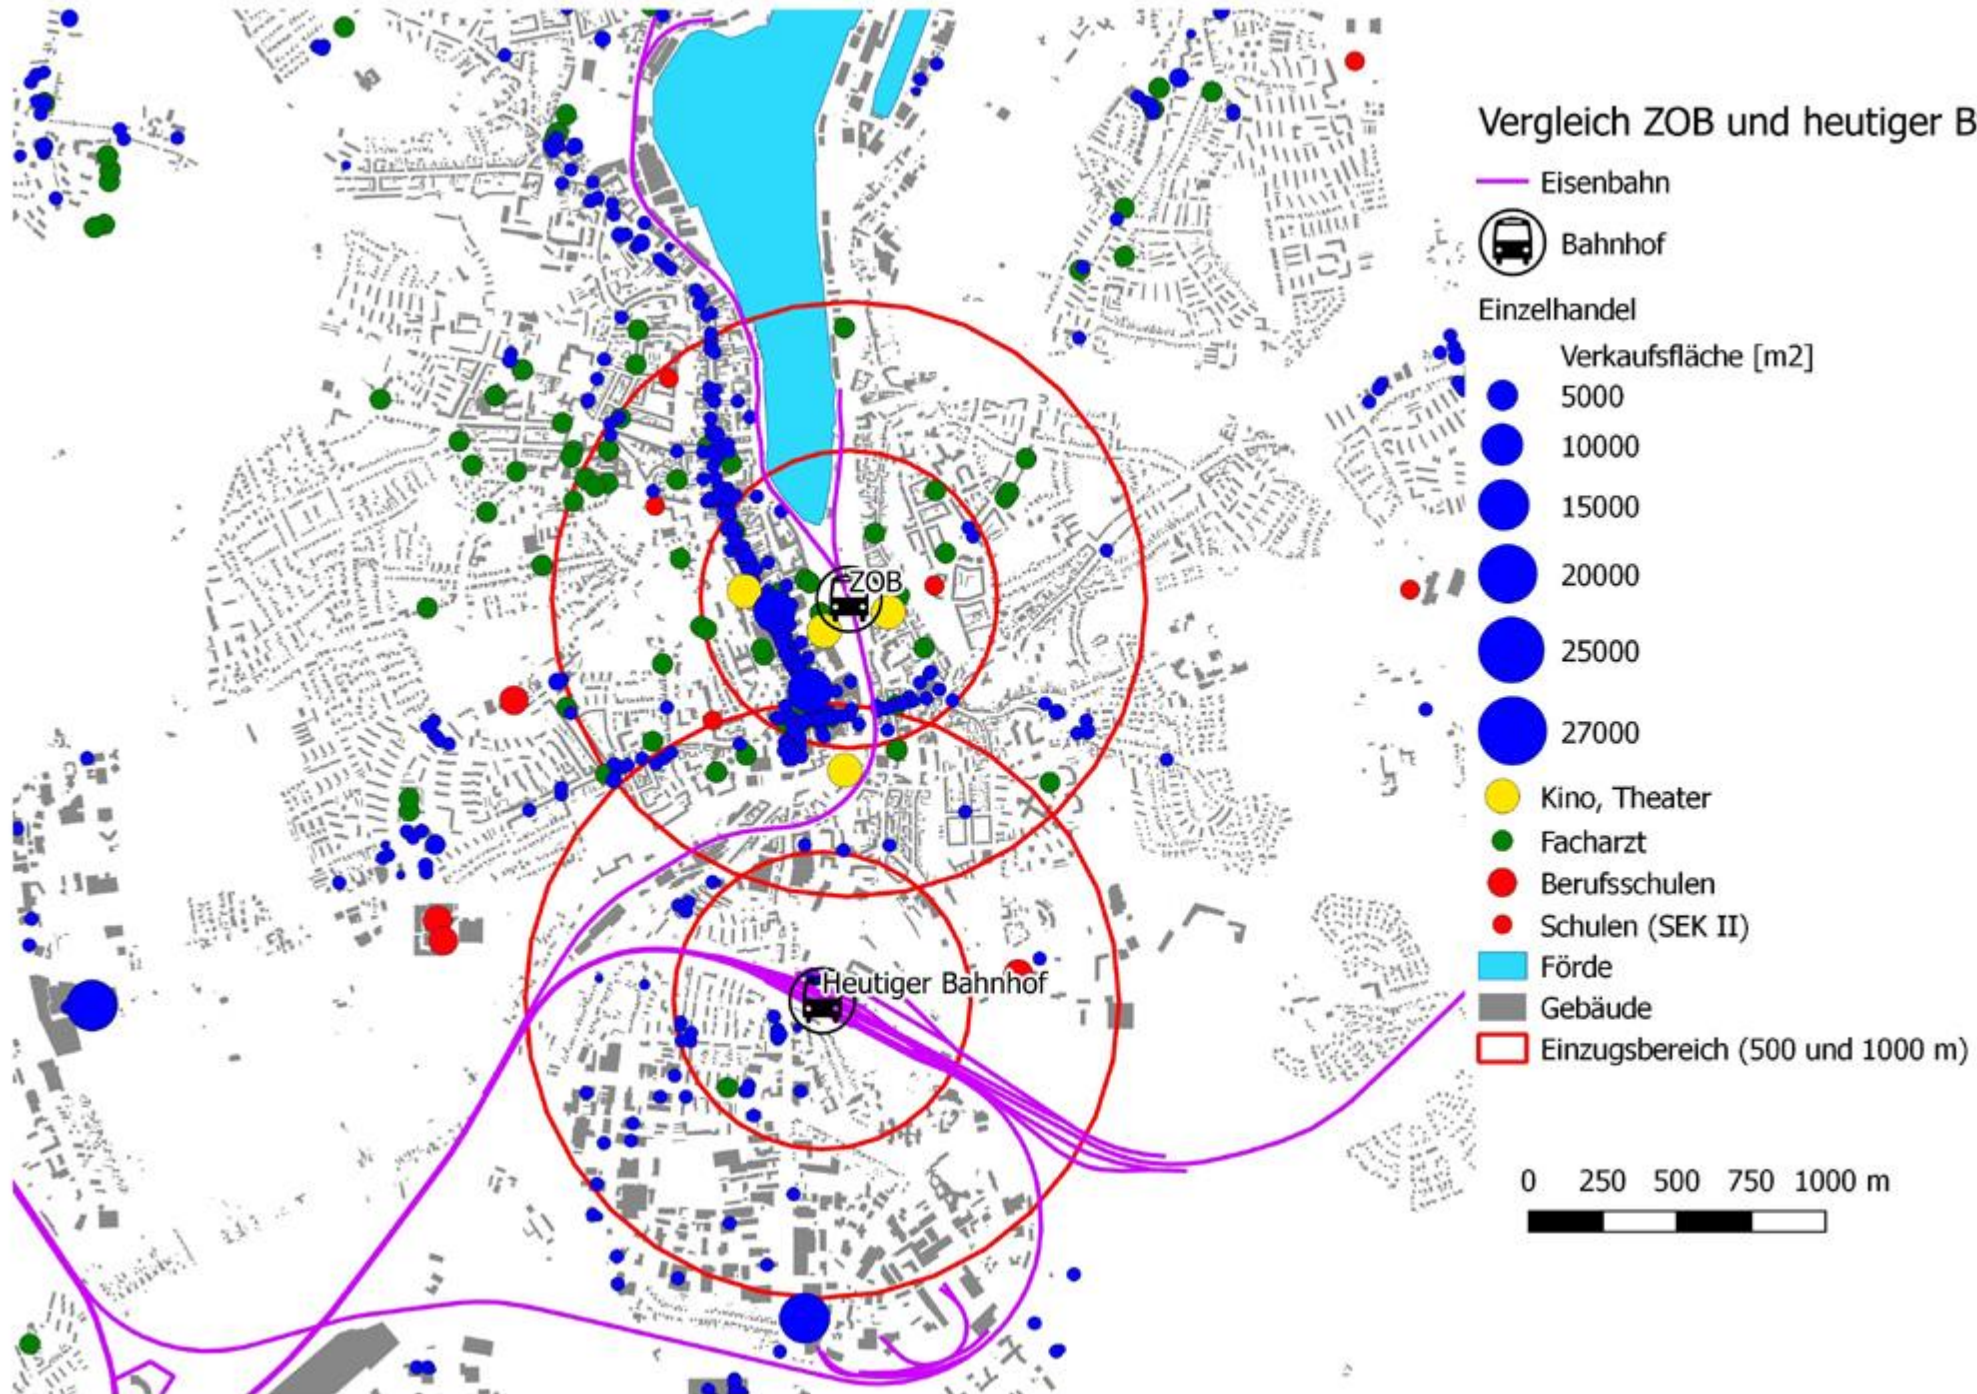 Vergleich ZOB und heutiger B
Eisenbahn
Bahnhof
Einzelhandel
Verkaufsfläche [m2]
5000
10000
15000
20000
25000
27000
Kino, Theater
Facharzt
Berufsschulen
Schulen (SEK II)
Förde
Gebäude
Einzugsbereich (500 und 1000 m)
0 250 500 750 1000 m
ZOB
Heutiger Bahnhof